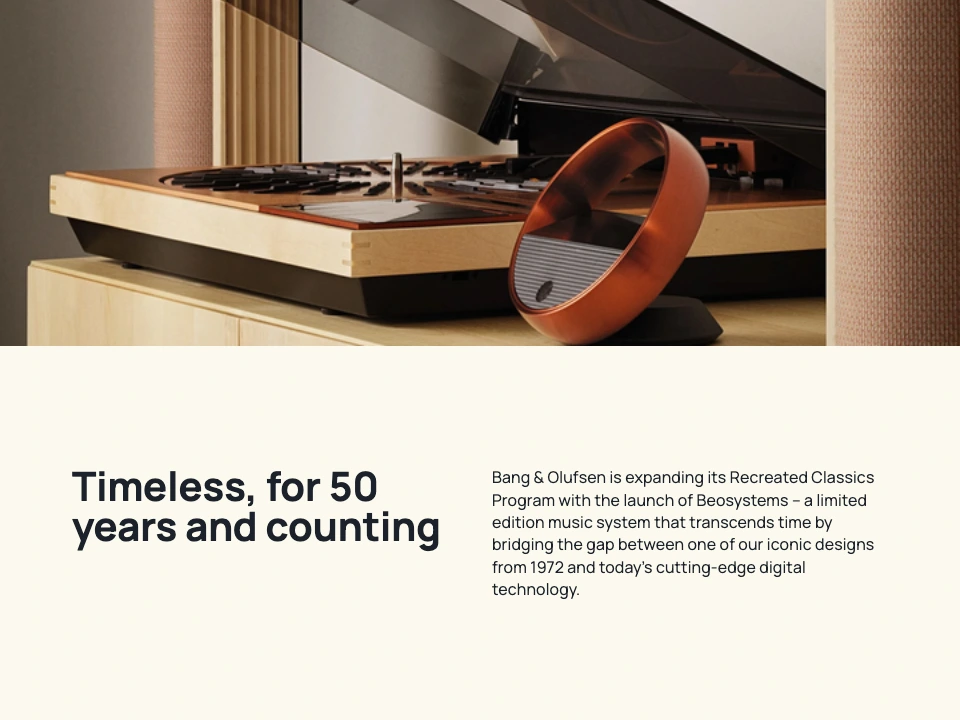 Timeless, for 50
years and counting
Bang & Olufsen is expanding its Recreated Classics
Program with the launch of Beosystems – a limited
edition music system that transcends time by
bridging the gap between one of our iconic designs
from 1972 and today's cutting-edge digital
technology.